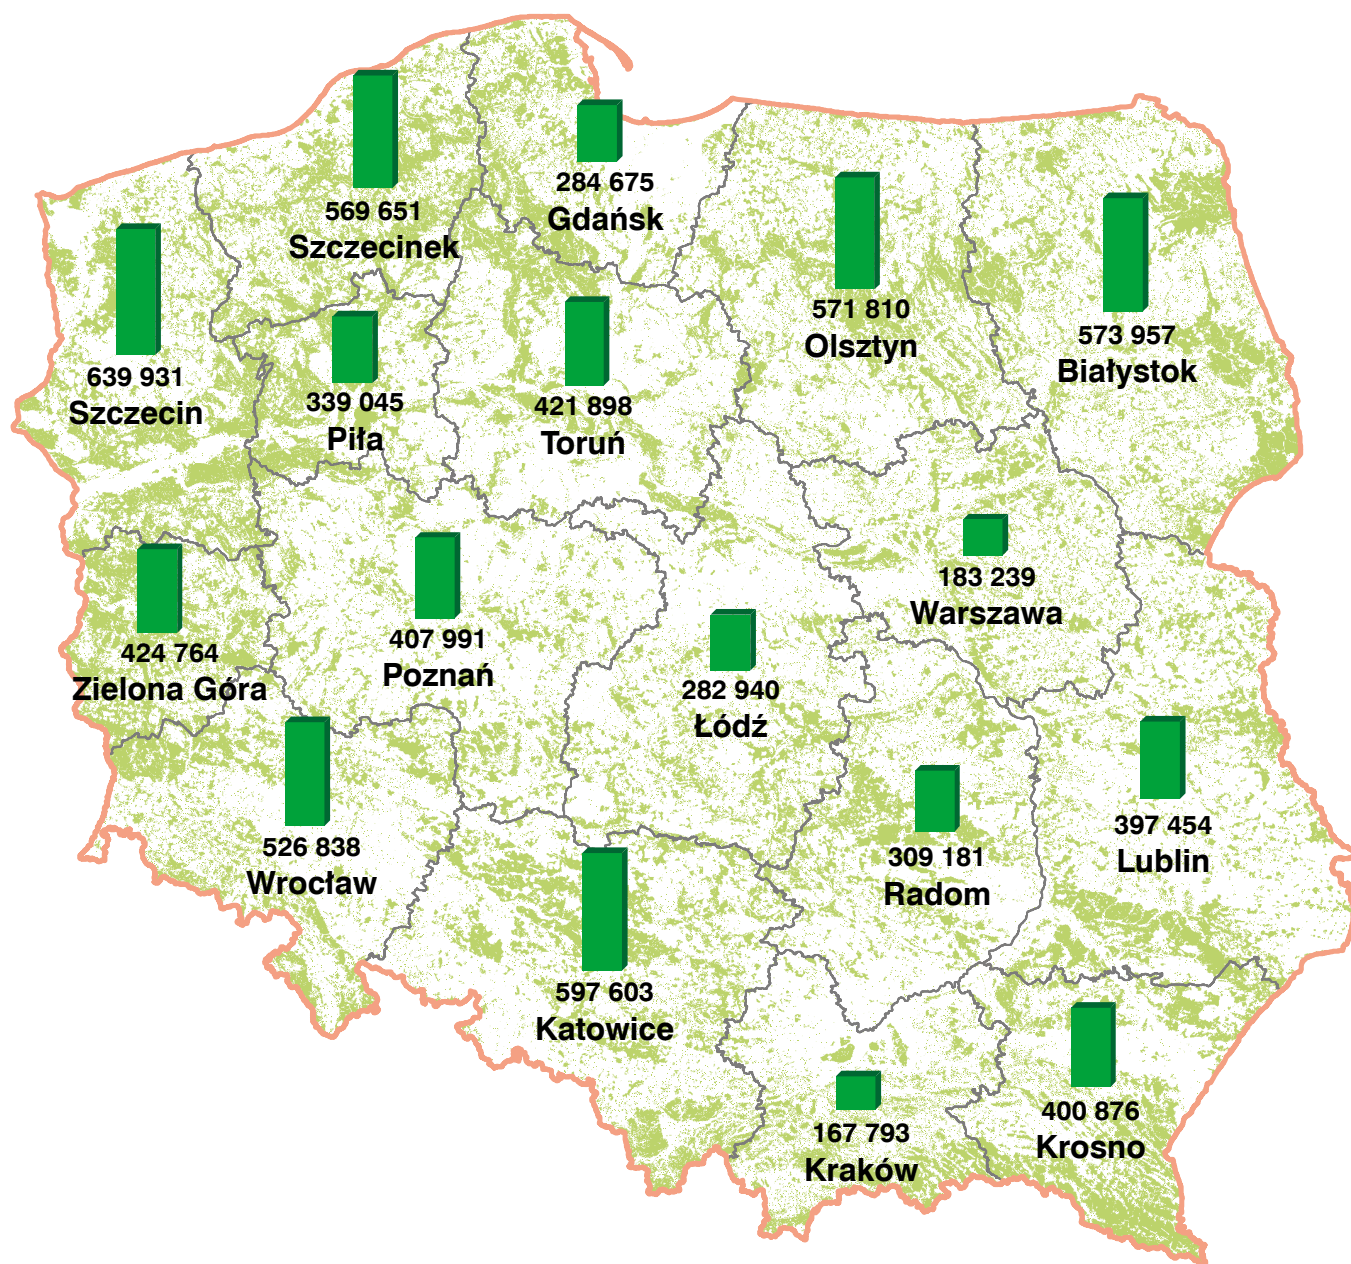 284 675
Gdańsk
569 651
Szczecinek
571 810
Olsztyn
573 957
Białystok
639 931
Szczecin
339 045
Piła
421 898
Toruń
183 239
Warszawa
424 764
Zielona Góra
407 991
Poznań
282 940
Łódź
526 838
Wrocław
309 181
Radom
397 454
Lublin
597 603
Katowice
167 793
Kraków
400 876
Krosno